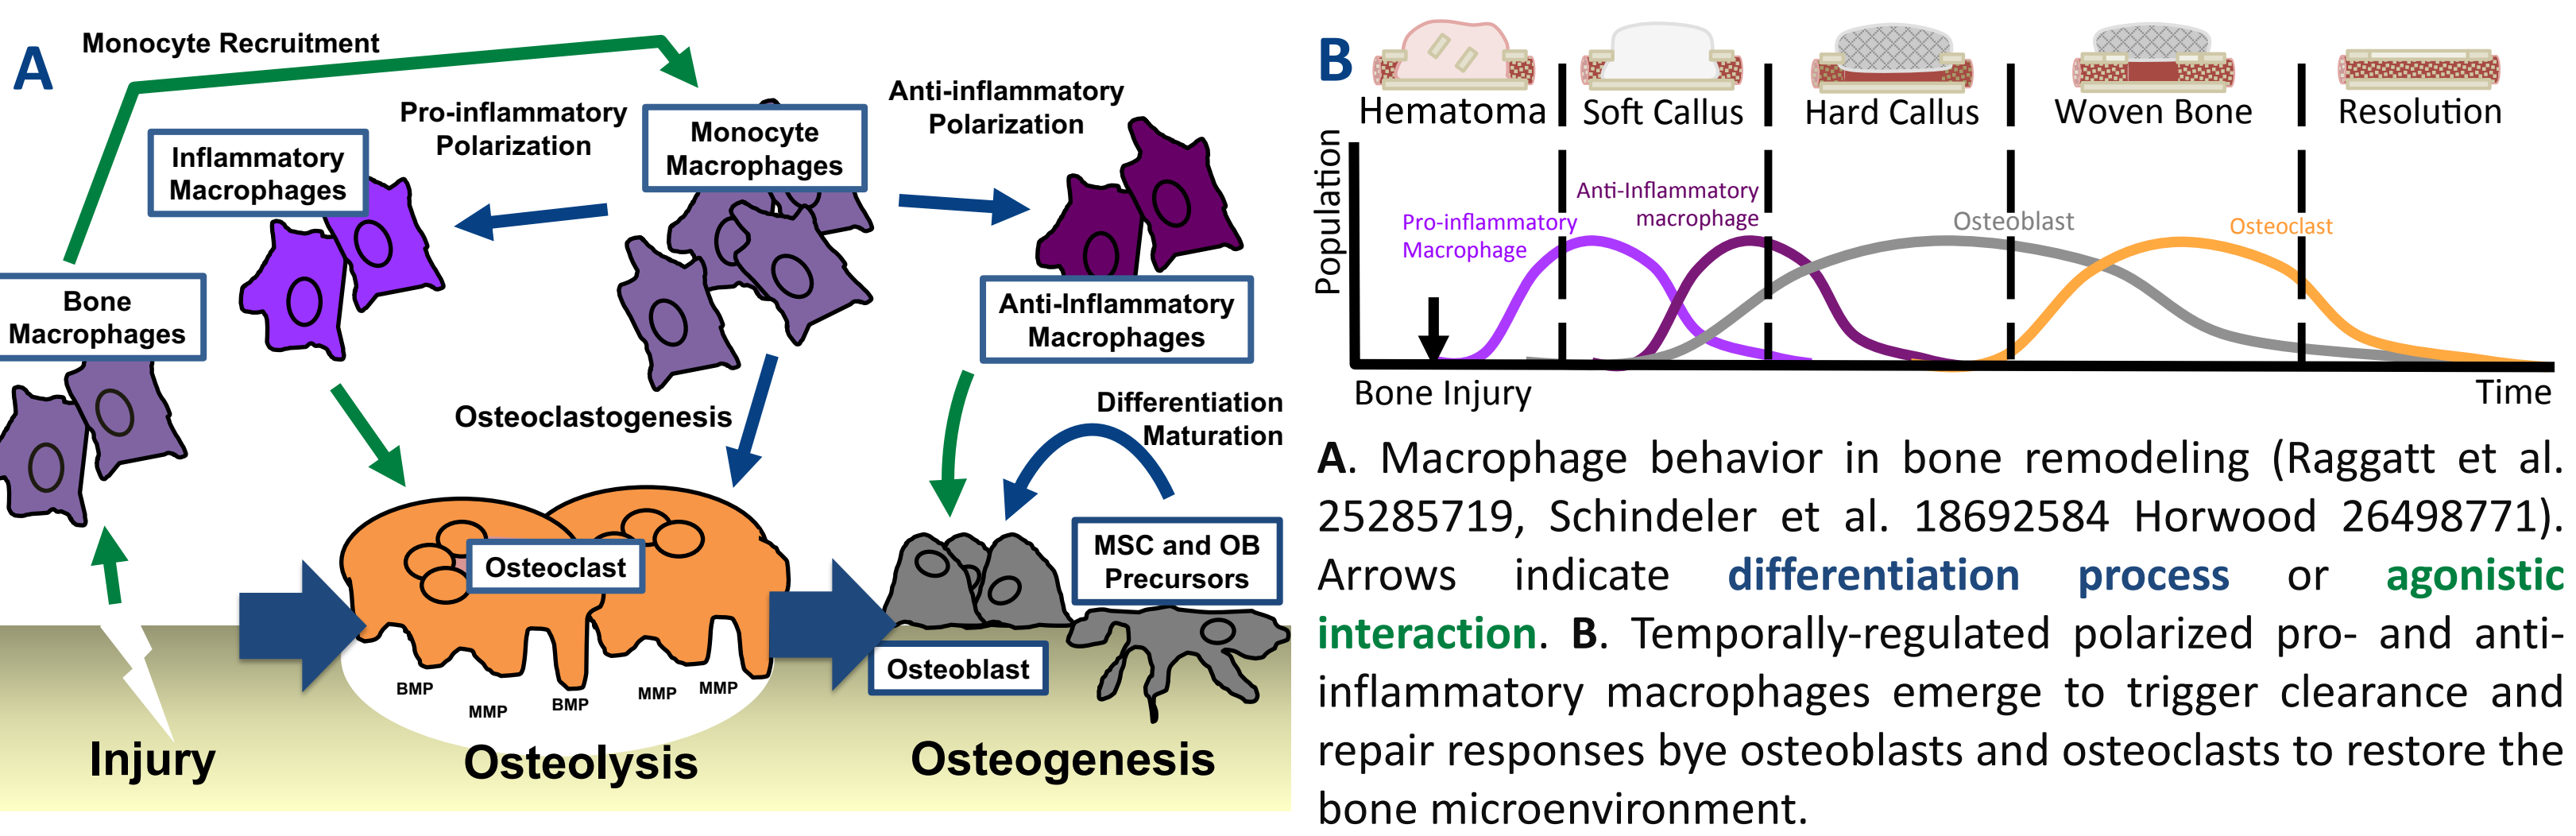 A
Monocyte Recruitment
Pro-inflammatory
Polarization
Anti-inflammatory
Polarization
Inflammatory
Macrophages
Monocyte
Macrophages
Bone
Macrophages
Anti-Inflammatory
Macrophages
Osteoclastogenesis
Differentiation
Maturation
Osteoclast
MSC and OB
Precursors
Osteoblast
BMP
MMP
BMP
MMP
MMP
Injury
Osteolysis
Osteogenesis
B
Hematoma
Soft Callus
Hard Callus
Woven Bone
Resolution
Population
Pro-inflammatory
Macrophage
Anti-Inflammatory
macrophage
Osteoblast
Osteoclast
Bone Injury
Time
A. Macrophage behavior in bone remodeling (Raggatt et al.
25285719, Schindeler et al. 18692584 Horwood 26498771).
Arrows indicate differentiation process or agonistic
interaction. B. Temporally-regulated polarized pro- and anti-
inflammatory macrophages emerge to trigger clearance and
repair responses bye osteoblasts and osteoclasts to restore the
bone microenvironment.